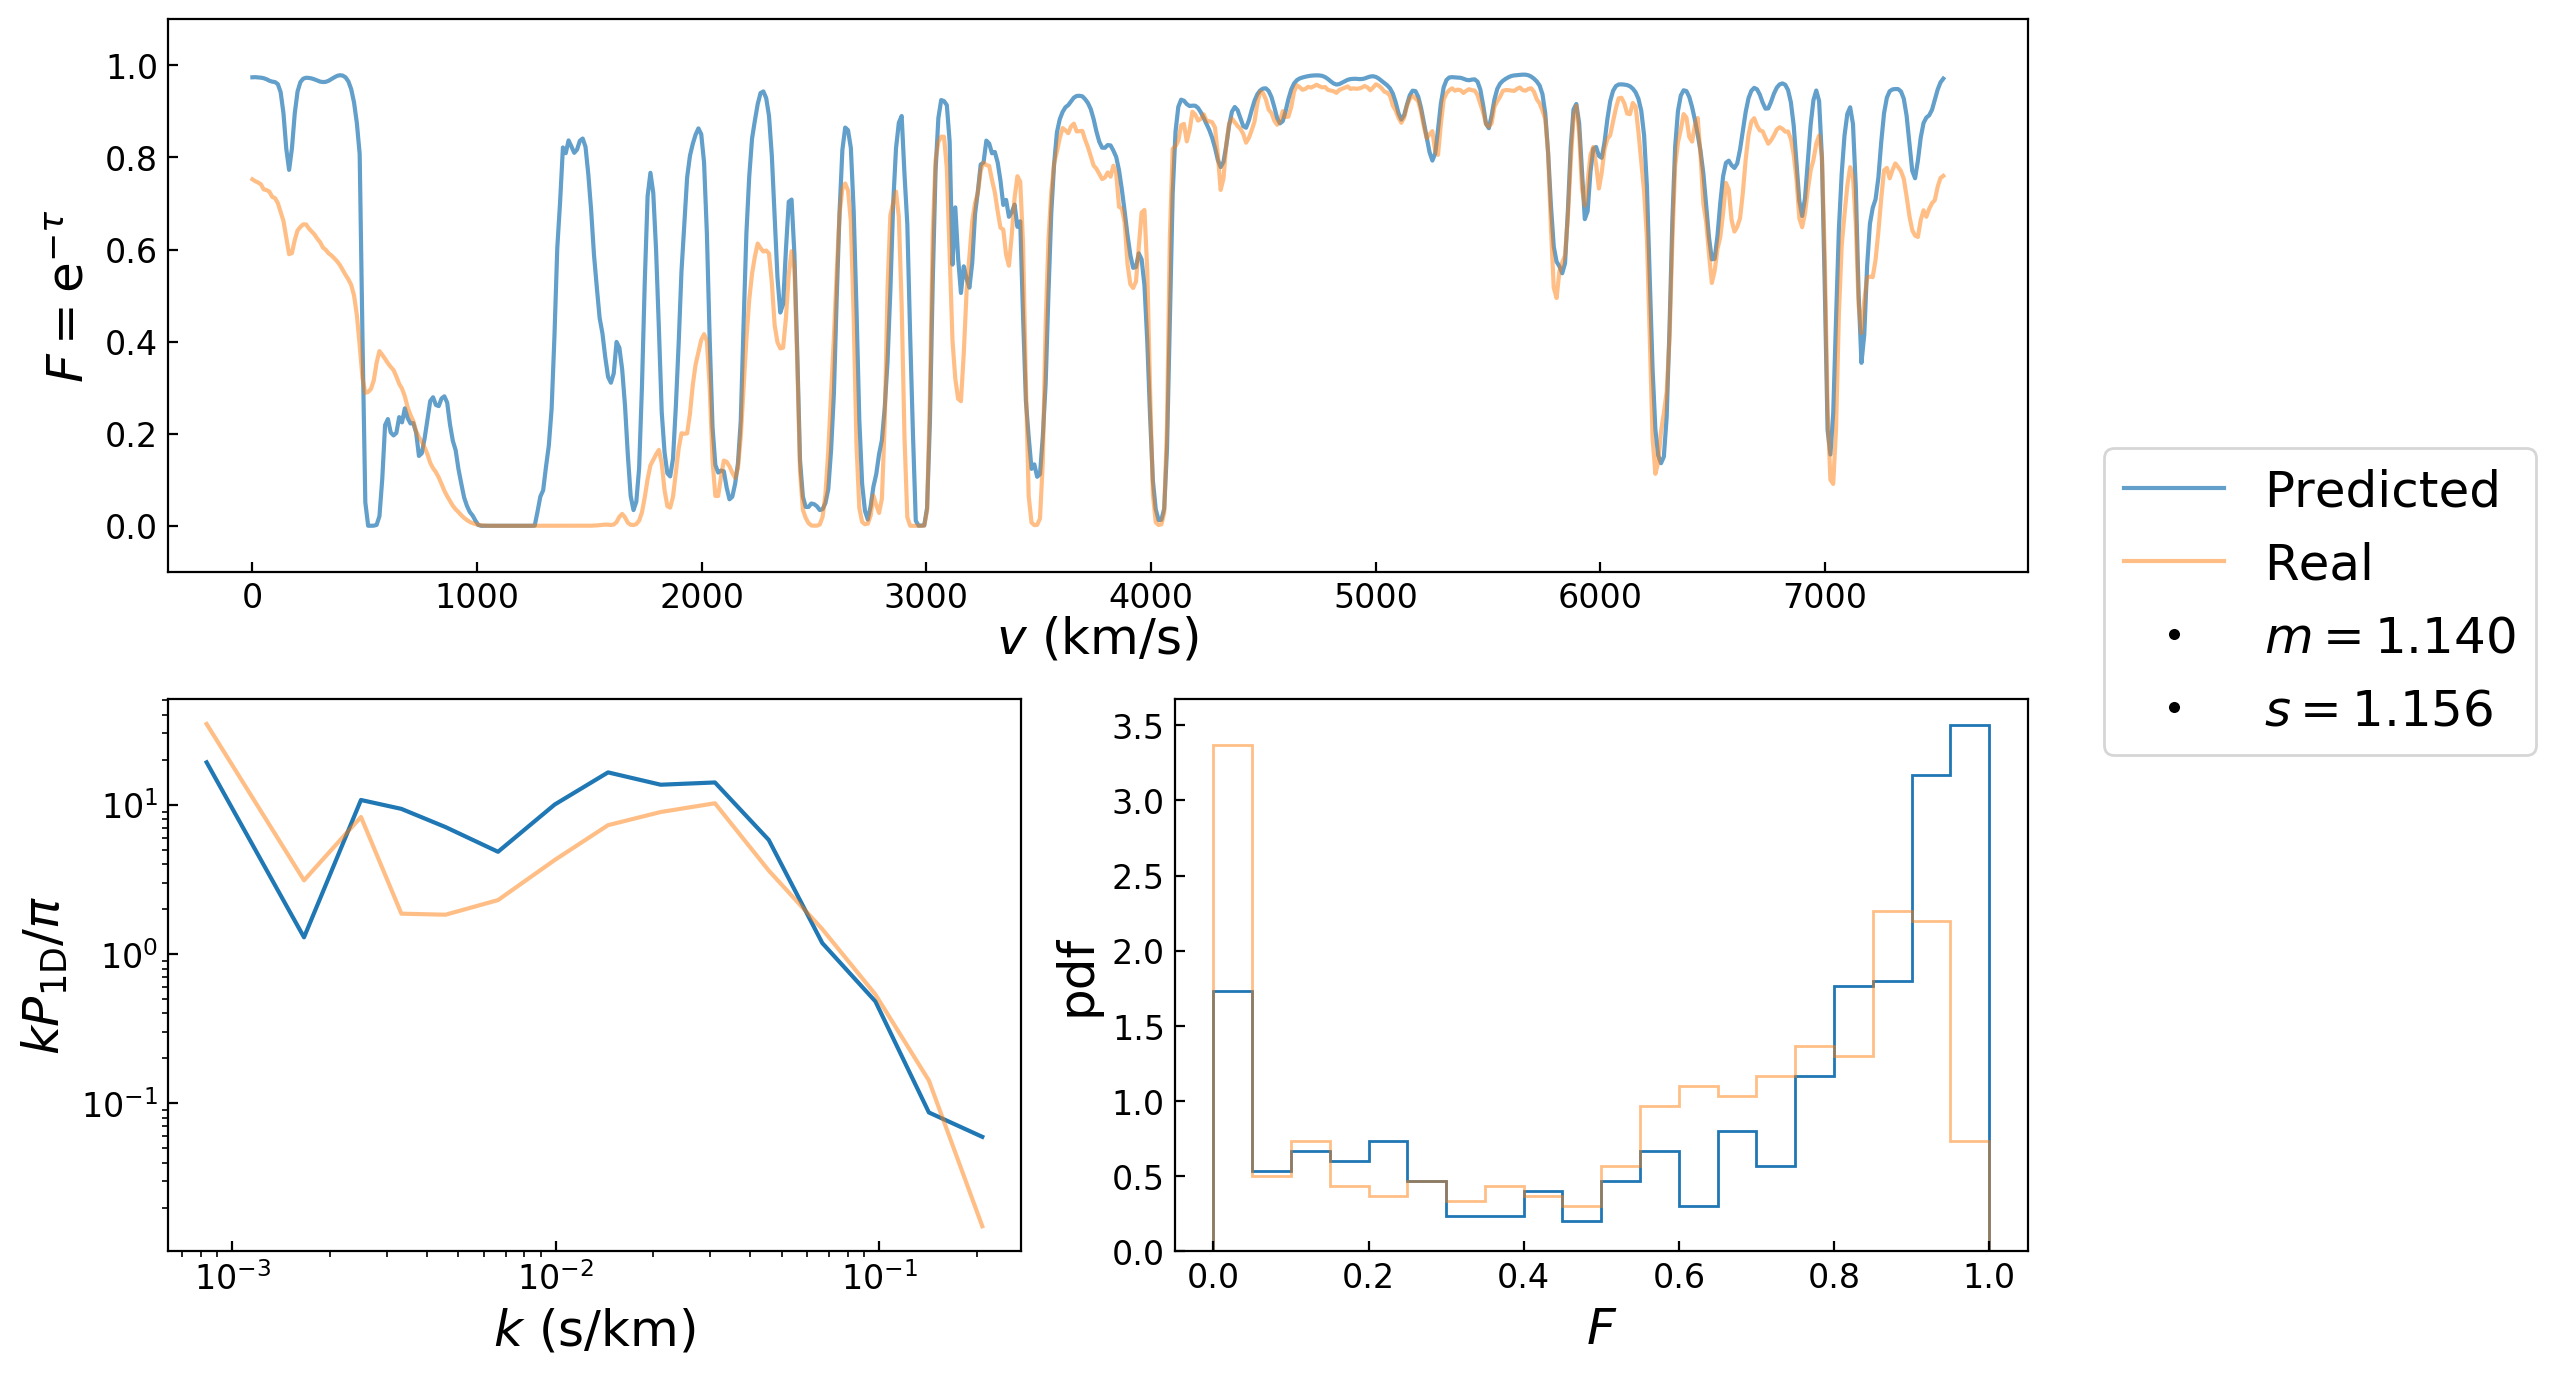 1.0
0.8
0.6
0.4
0.2
0.0
F = e^{-τ}
0 1000 2000 3000 4000 5000 6000 7000
v (km/s)
Predicted
Real
m = 1.140
s = 1.156
10^1
10^0
10^{-1}
kP_{1D}/π
10^{-3} 10^{-2} 10^{-1}
k (s/km)
3.5
3.0
2.5
2.0
1.5
1.0
0.5
0.0
pdf
0.0 0.2 0.4 0.6 0.8 1.0
F